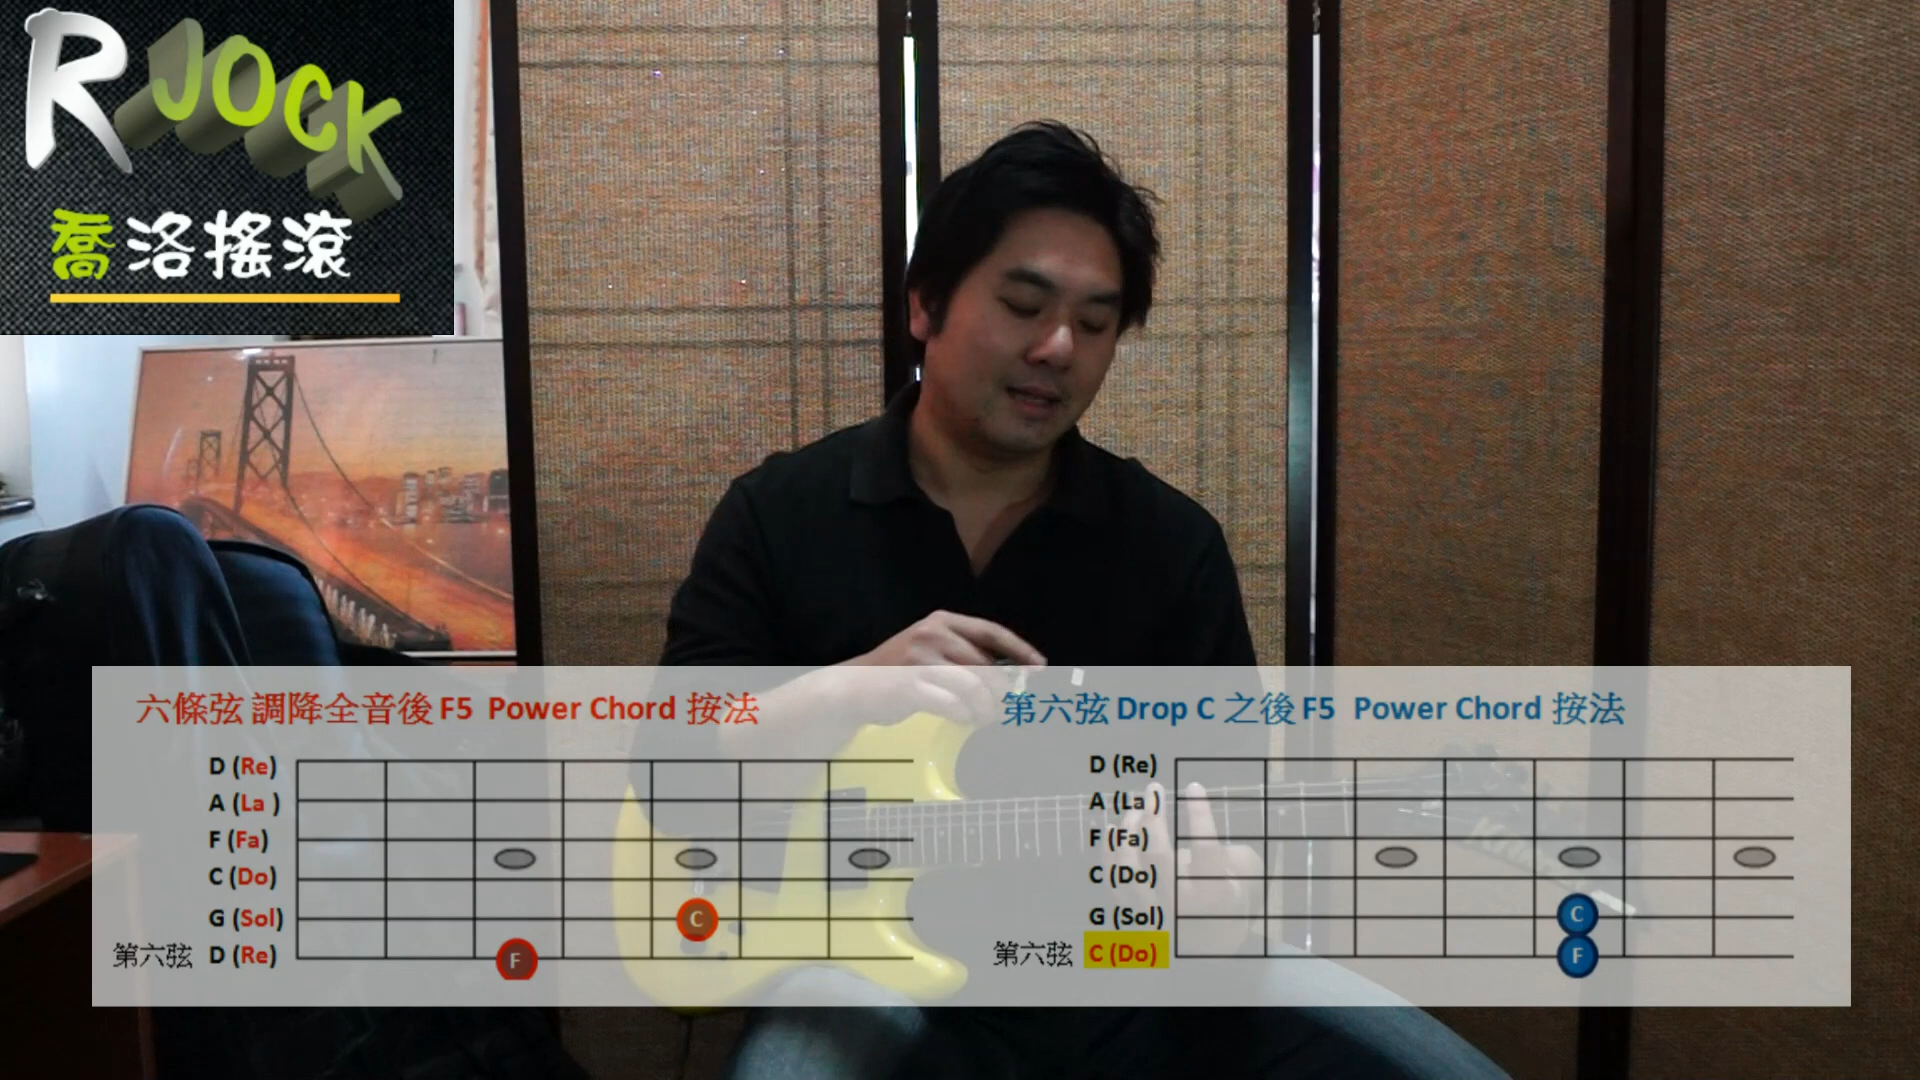 R JOCK
喬洛搖滾
六條弦 調降全音後 F5 Power Chord 按法
D (Re)
A (La )
F (Fa)
C (Do)
G (Sol)
第六弦 D (Re)
C
F
第六弦 Drop C 之後 F5 Power Chord 按法
D (Re)
A (La )
F (Fa)
C (Do)
G (Sol)
第六弦 C (Do)
C
F